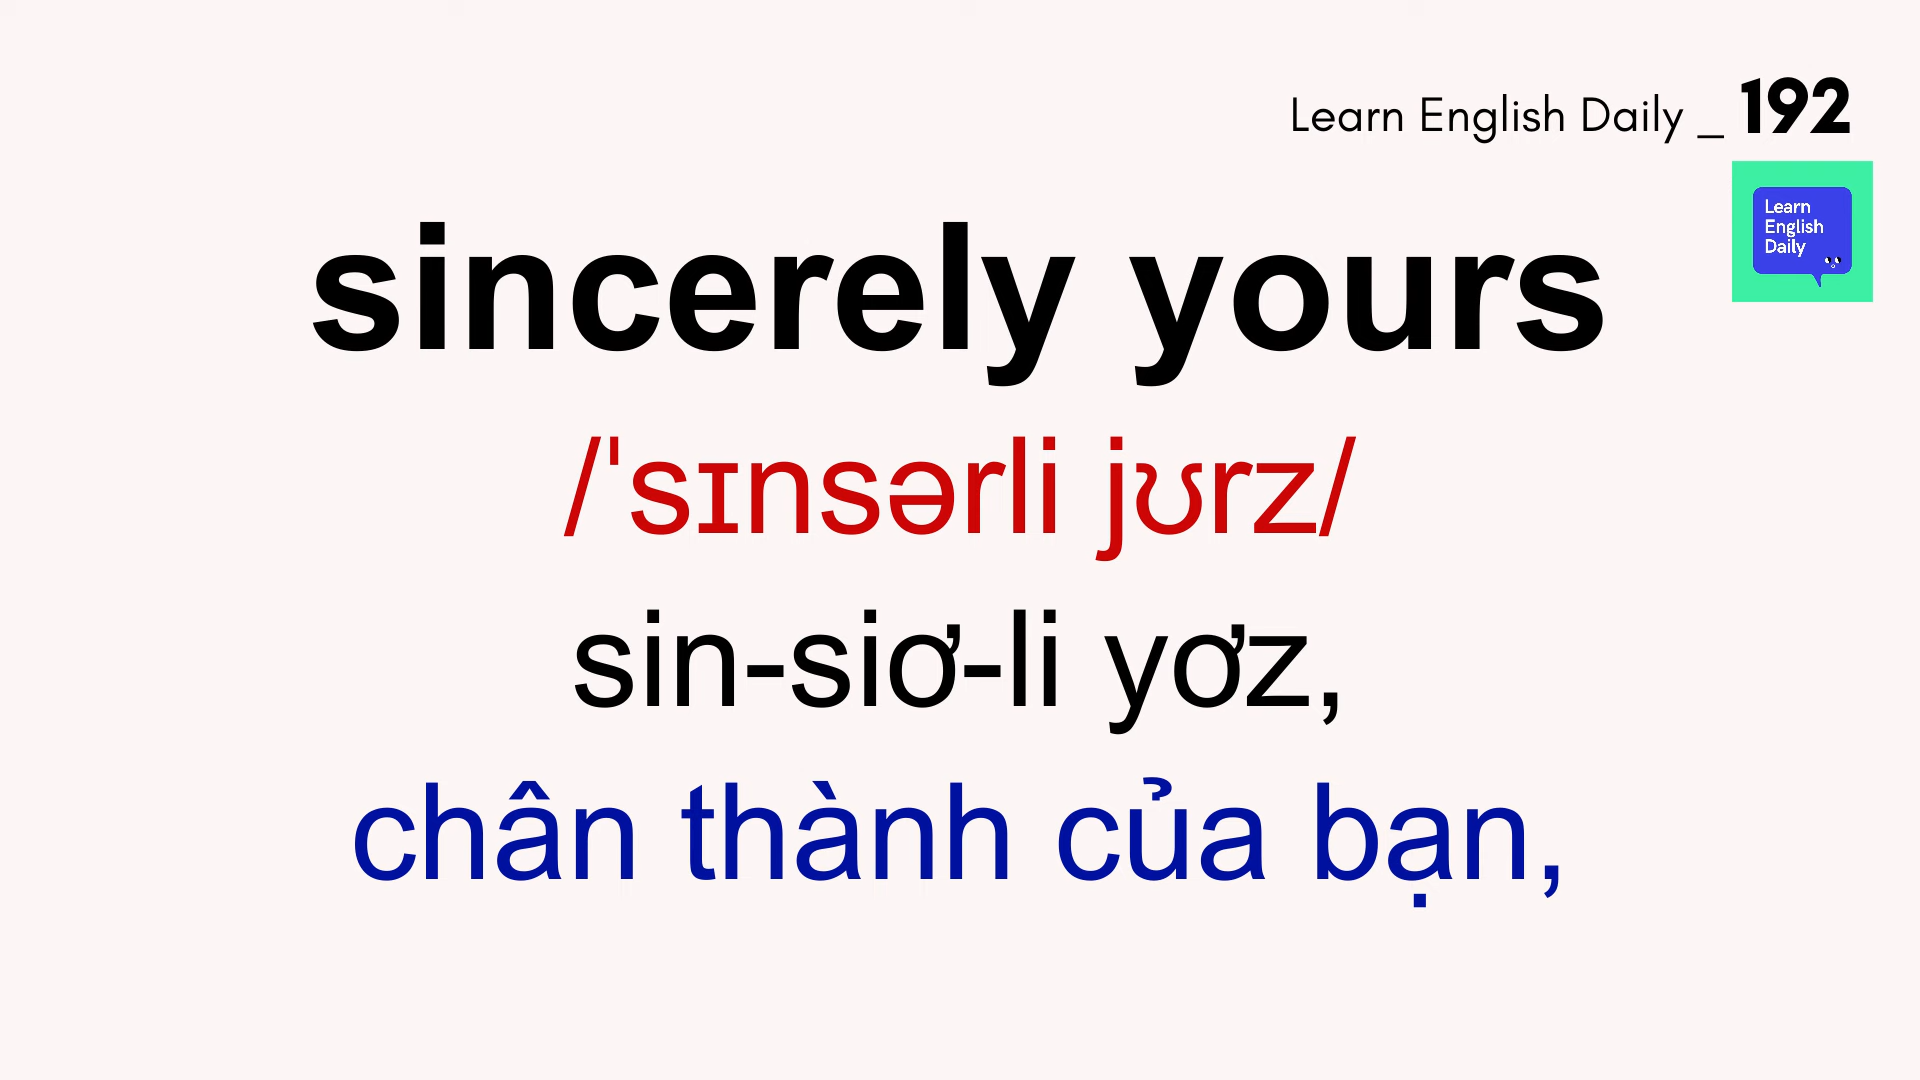 Learn English Daily _ 192
Learn
English
Daily
sincerely yours
/ˈsɪnsərli jʊrz/
sin-siơ-li yơz,
chân thành của bạn,